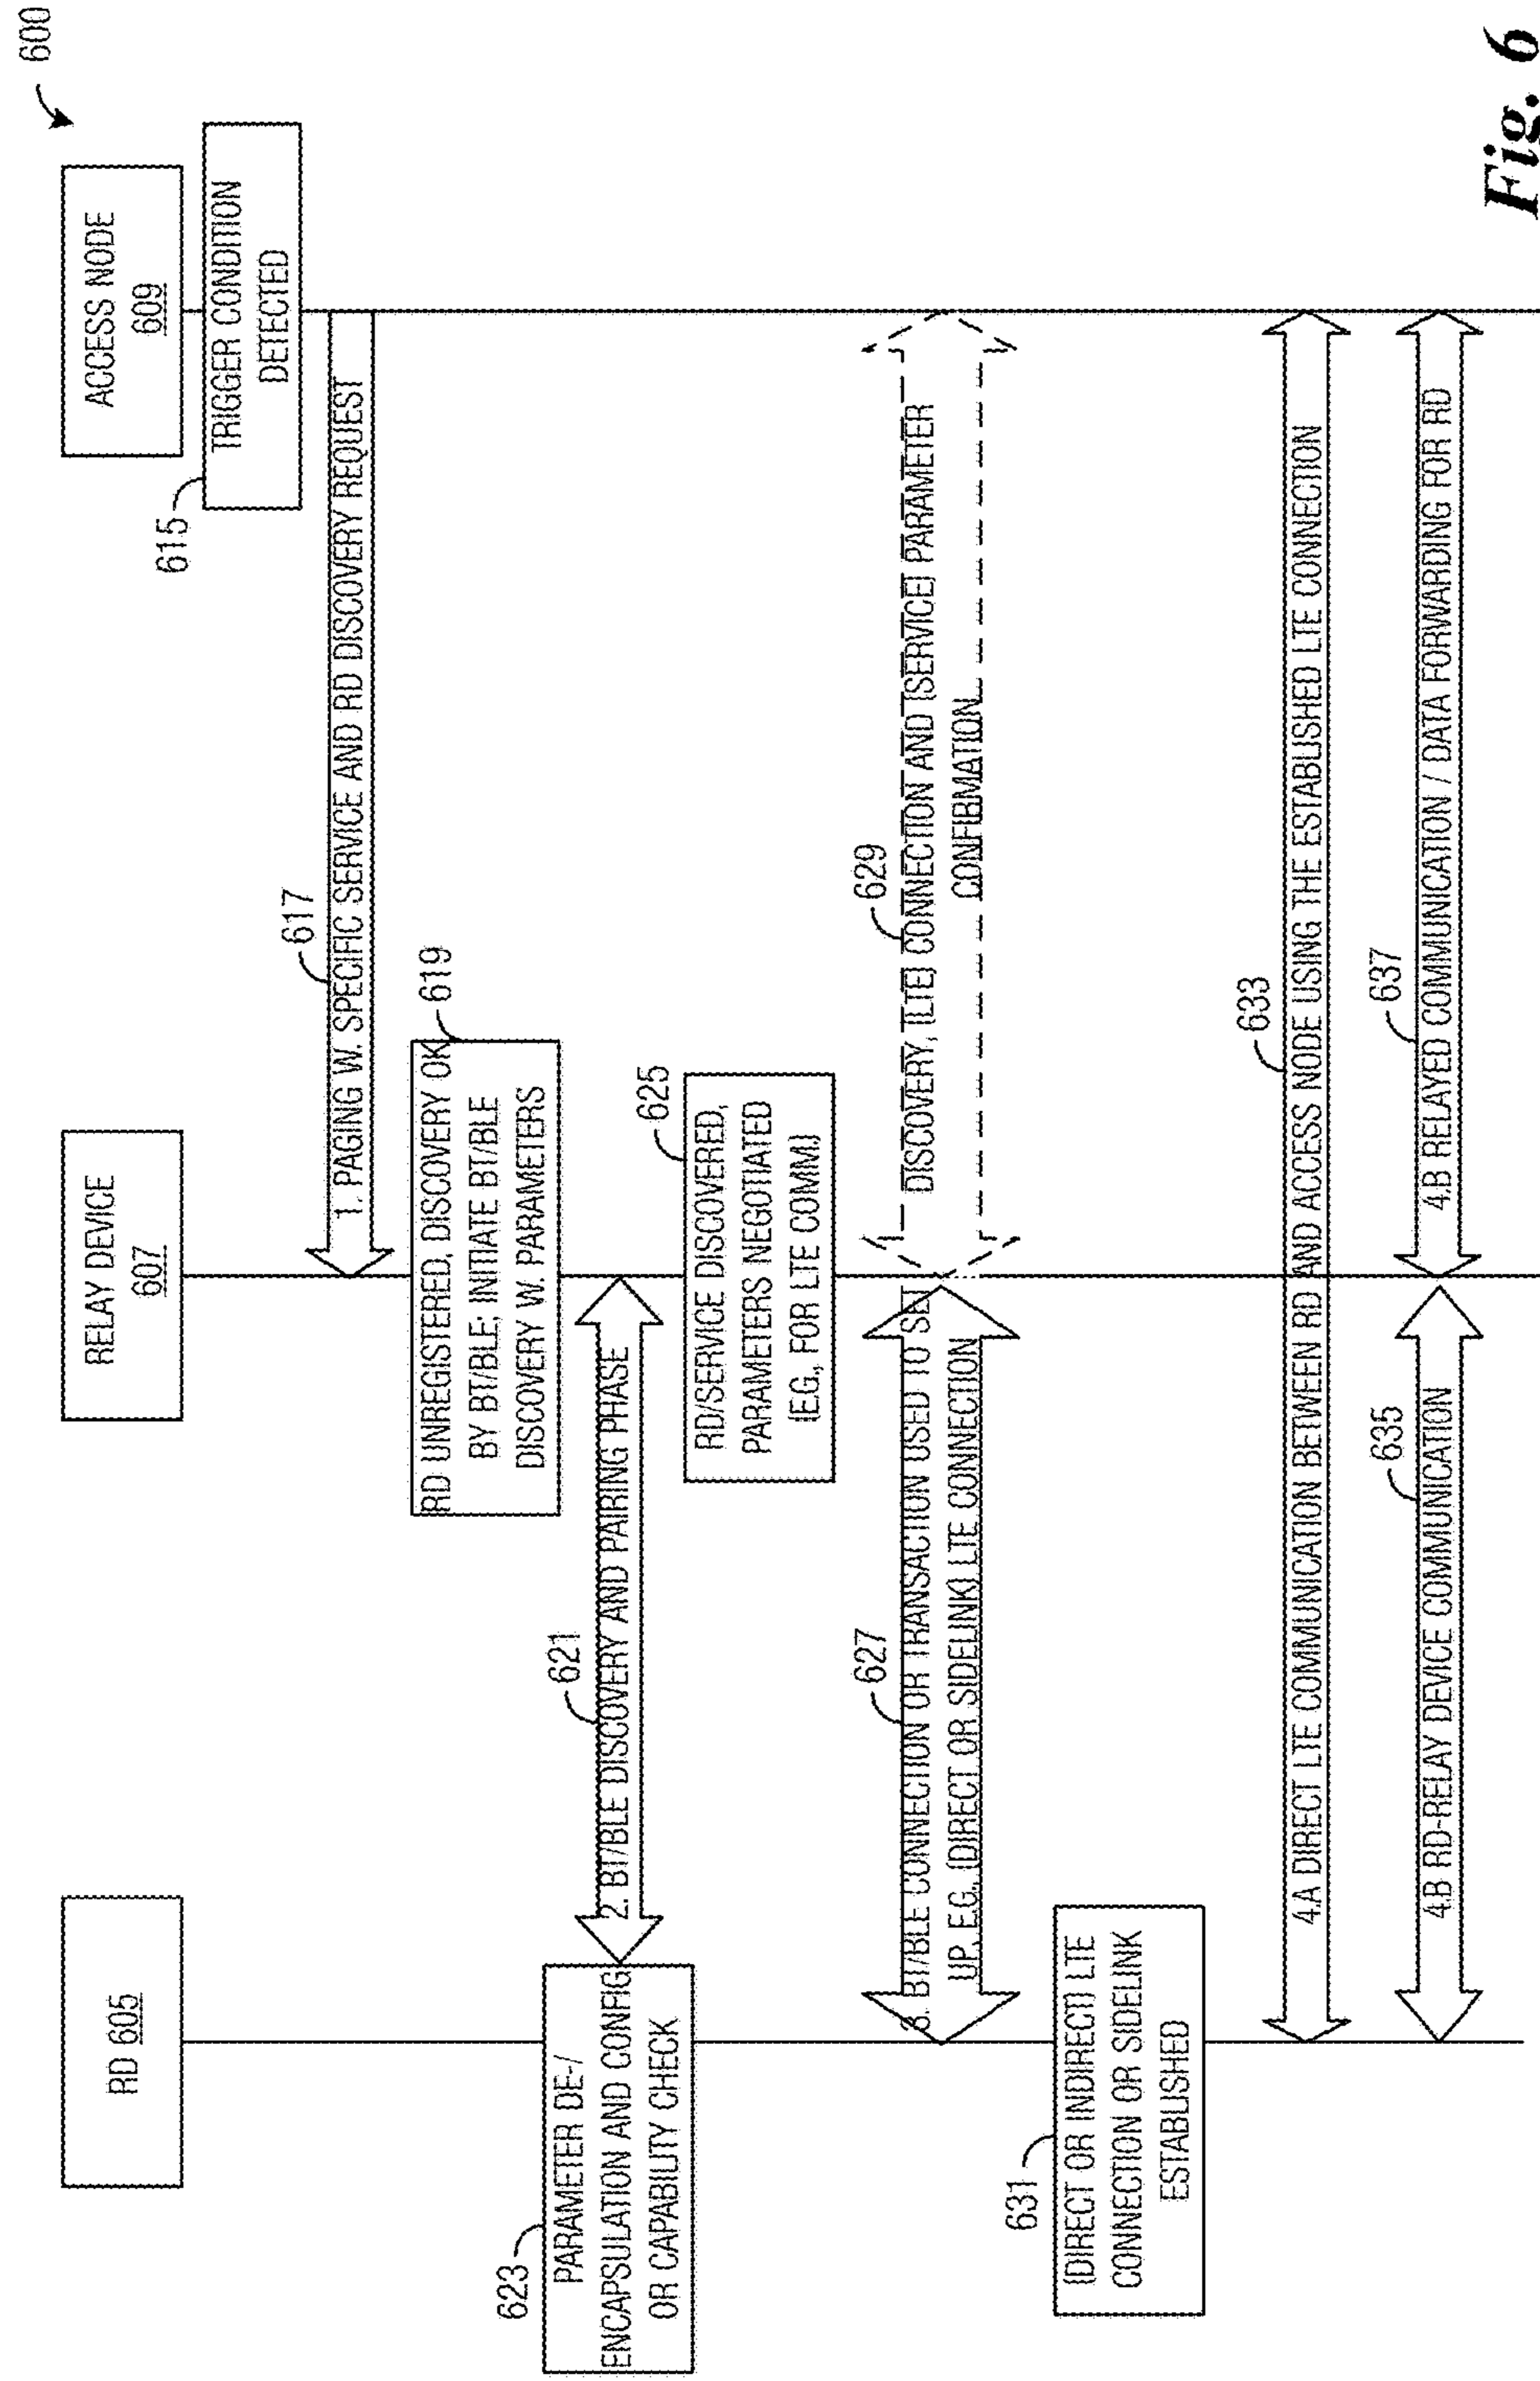 600
RD 605
RELAY DEVICE
607
ACCESS NODE
609
615
TRIGGER CONDITION
DETECTED
617
1. PAGING W. SPECIFIC SERVICE AND RD DISCOVERY REQUEST
619
RD UNREGISTERED, DISCOVERY OK
BY BT/BLE; INITIATE BT/BLE
DISCOVERY W. PARAMETERS
621
2. BT/BLE DISCOVERY AND PAIRING PHASE
623
PARAMETER DE-/
ENCAPSULATION AND CONFIG
OR CAPABILITY CHECK
625
RD/SERVICE DISCOVERED,
PARAMETERS NEGOTIATED
(E.G., FOR LTE COMM.)
627
3. BT/BLE CONNECTION OR TRANSACTION USED TO SET
UP, E.G., (DIRECT OR SIDELINK) LTE CONNECTION
629
DISCOVERY, (LTE) CONNECTION AND (SERVICE) PARAMETER
CONFIRMATION
631
(DIRECT OR INDIRECT) LTE
CONNECTION OR SIDELINK
ESTABLISHED
633
4.A DIRECT LTE COMMUNICATION BETWEEN RD AND ACCESS NODE USING THE ESTABLISHED LTE CONNECTION
635
4.B RD-RELAY DEVICE COMMUNICATION
637
4.B RELAYED COMMUNICATION / DATA FORWARDING FOR RD
Fig. 6